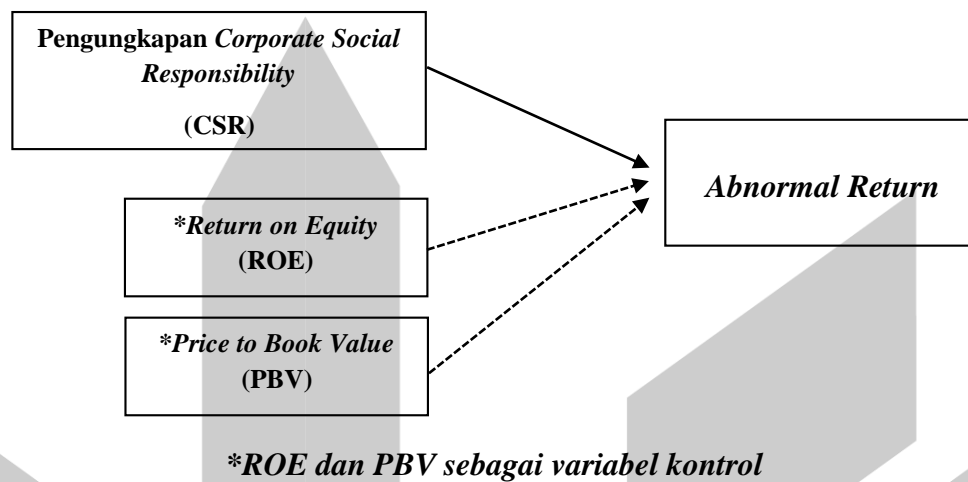 Pengungkapan Corporate Social
Responsibility
(CSR)
Abnormal Return
*Return on Equity
(ROE)
*Price to Book Value
(PBV)
*ROE dan PBV sebagai variabel kontrol